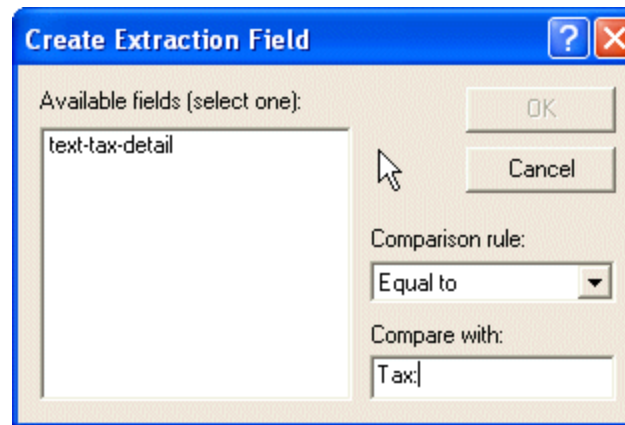 Create Extraction Field
Available fields (select one):
text-tax-detail
OK
Cancel
Comparison rule:
Equal to
Compare with:
Tax: